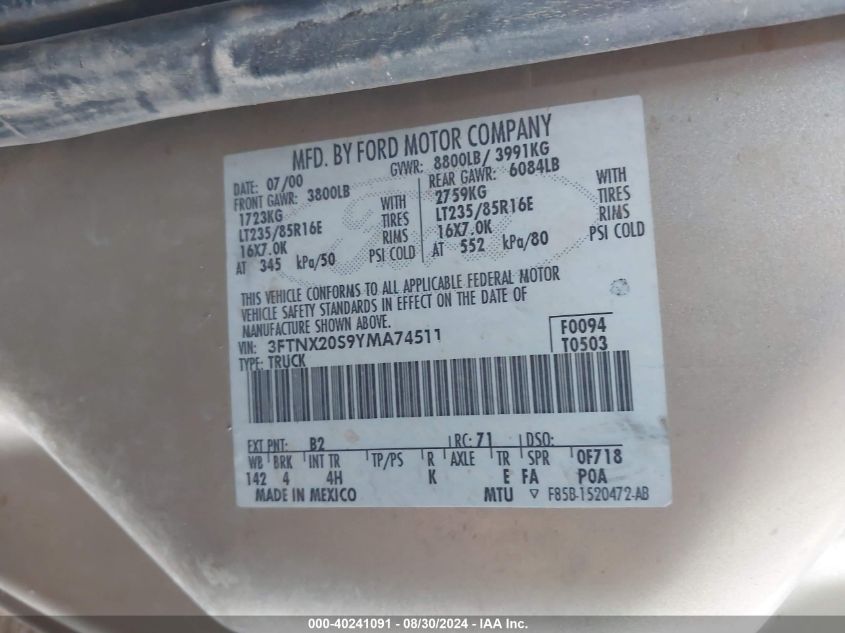 MFD. BY FORD MOTOR COMPANY
DATE: 07/00 GVWR: 8800LB/ 3991KG
FRONT GAWR: 3800LB REAR GAWR: 6084LB
1723KG WITH 2759KG WITH
LT235/85R16E TIRES LT235/85R16E TIRES
16X7.0K RIMS 16X7.0K RIMS
AT 345 kPa/50 PSI COLD AT 552 kPa/80 PSI COLD
THIS VEHICLE CONFORMS TO ALL APPLICABLE FEDERAL MOTOR
VEHICLE SAFETY STANDARDS IN EFFECT ON THE DATE OF
MANUFACTURE SHOWN ABOVE.
VIN: 3FTNX20S9YMA74511 F0094
TYPE: TRUCK T0503
EXT PNT: B2 RC: 71 DSO:
WB BRK INT TR TP/PS R AXLE TR SPR 0F718
142 4 4H K E FA POA
MADE IN MEXICO MTU ▽ F85B-1520472-AB
000-40241091 - 08/30/2024 - IAA Inc.